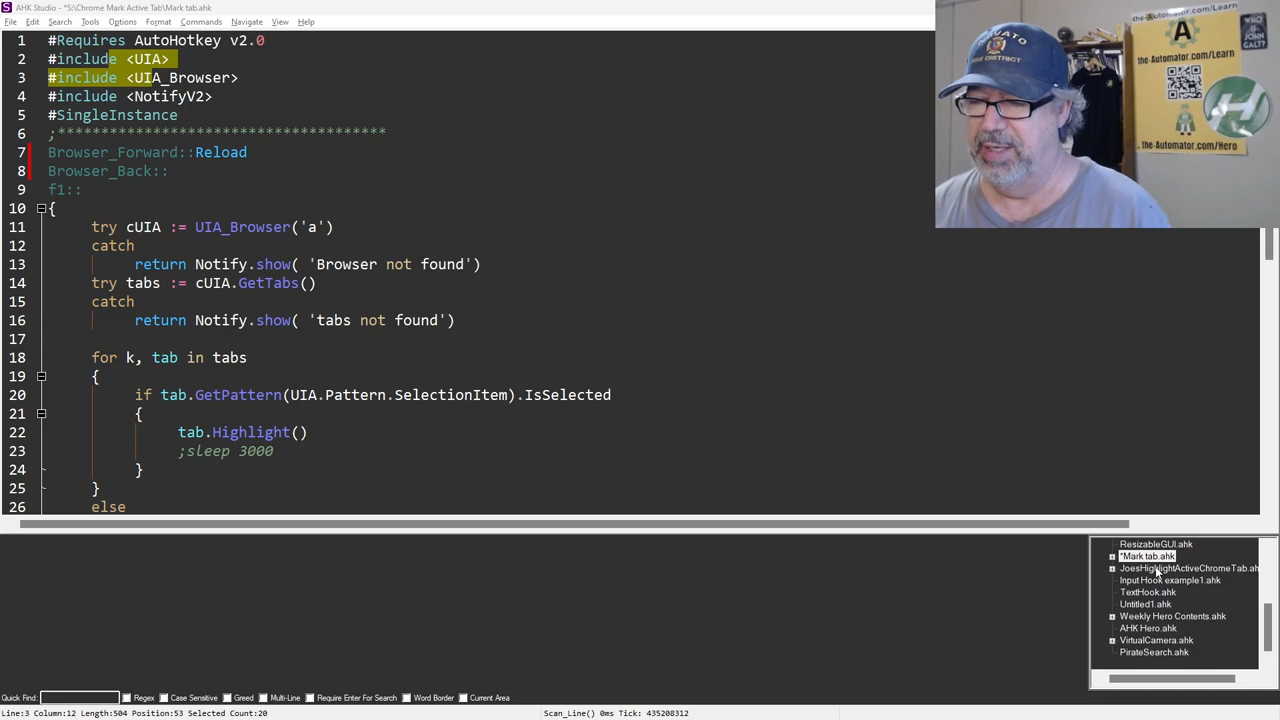 AHK Studio - *S:\Chrome Mark Active Tab\Mark tab.ahk
File Search Tools Options Format Commands Navigate View Help
1 #Requires AutoHotkey v2.0
2 #include <UIA>
3 #include <UIA_Browser>
4 #include <NotifyV2>
5 #SingleInstance
6 ;*************************************
7 Browser_Forward::Reload
8 Browser_Back::
9 f1::
10 {
11 try cUIA := UIA_Browser('a')
12 catch
13 return Notify.show( 'Browser not found')
14 try tabs := cUIA.GetTabs()
15 catch
16 return Notify.show( 'tabs not found')
17
18 for k, tab in tabs
19 {
20 if tab.GetPattern(UIA.Pattern.SelectionItem).IsSelected
21 {
22 tab.Highlight()
23 ;sleep 3000
24 }
25 }
26 else
NOVATO
FIRE DISTRICT
the-Automator.com/Learn
WHO IS
JOHN
GALT?
the-Automator.com/Hero
ResizableGUI.ahk
*Mark tab.ahk
JoesHighlightActiveChromeTab.ah
Input Hook example1.ahk
TextHook.ahk
Untitled1.ahk
Weekly Hero Contents.ahk
AHK Hero.ahk
VirtualCamera.ahk
PirateSearch.ahk
Quick Find: Regex Case Sensitive Greed Multi-Line Require Enter For Search Word Border Current Area
Line:3 Column:12 Length:504 Position:53 Selected Count:20 Scan_Line() 0ms Tick: 435208312